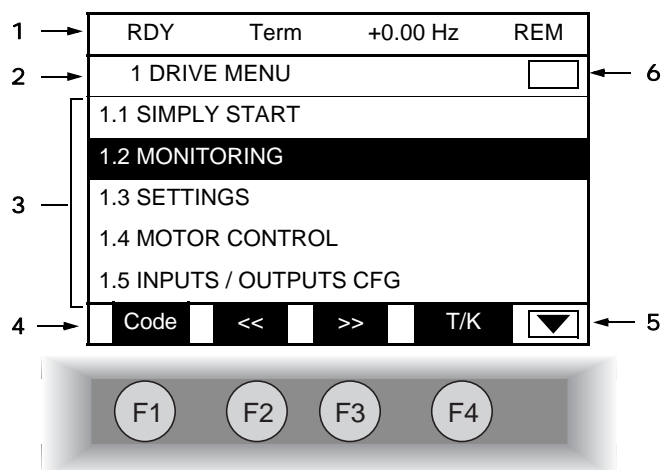 1 RDY Term +0.00 Hz REM
2 1 DRIVE MENU 6
1.1 SIMPLY START
1.2 MONITORING
3 1.3 SETTINGS
1.4 MOTOR CONTROL
1.5 INPUTS / OUTPUTS CFG
4 Code << >> T/K 5
F1 F2 F3 F4